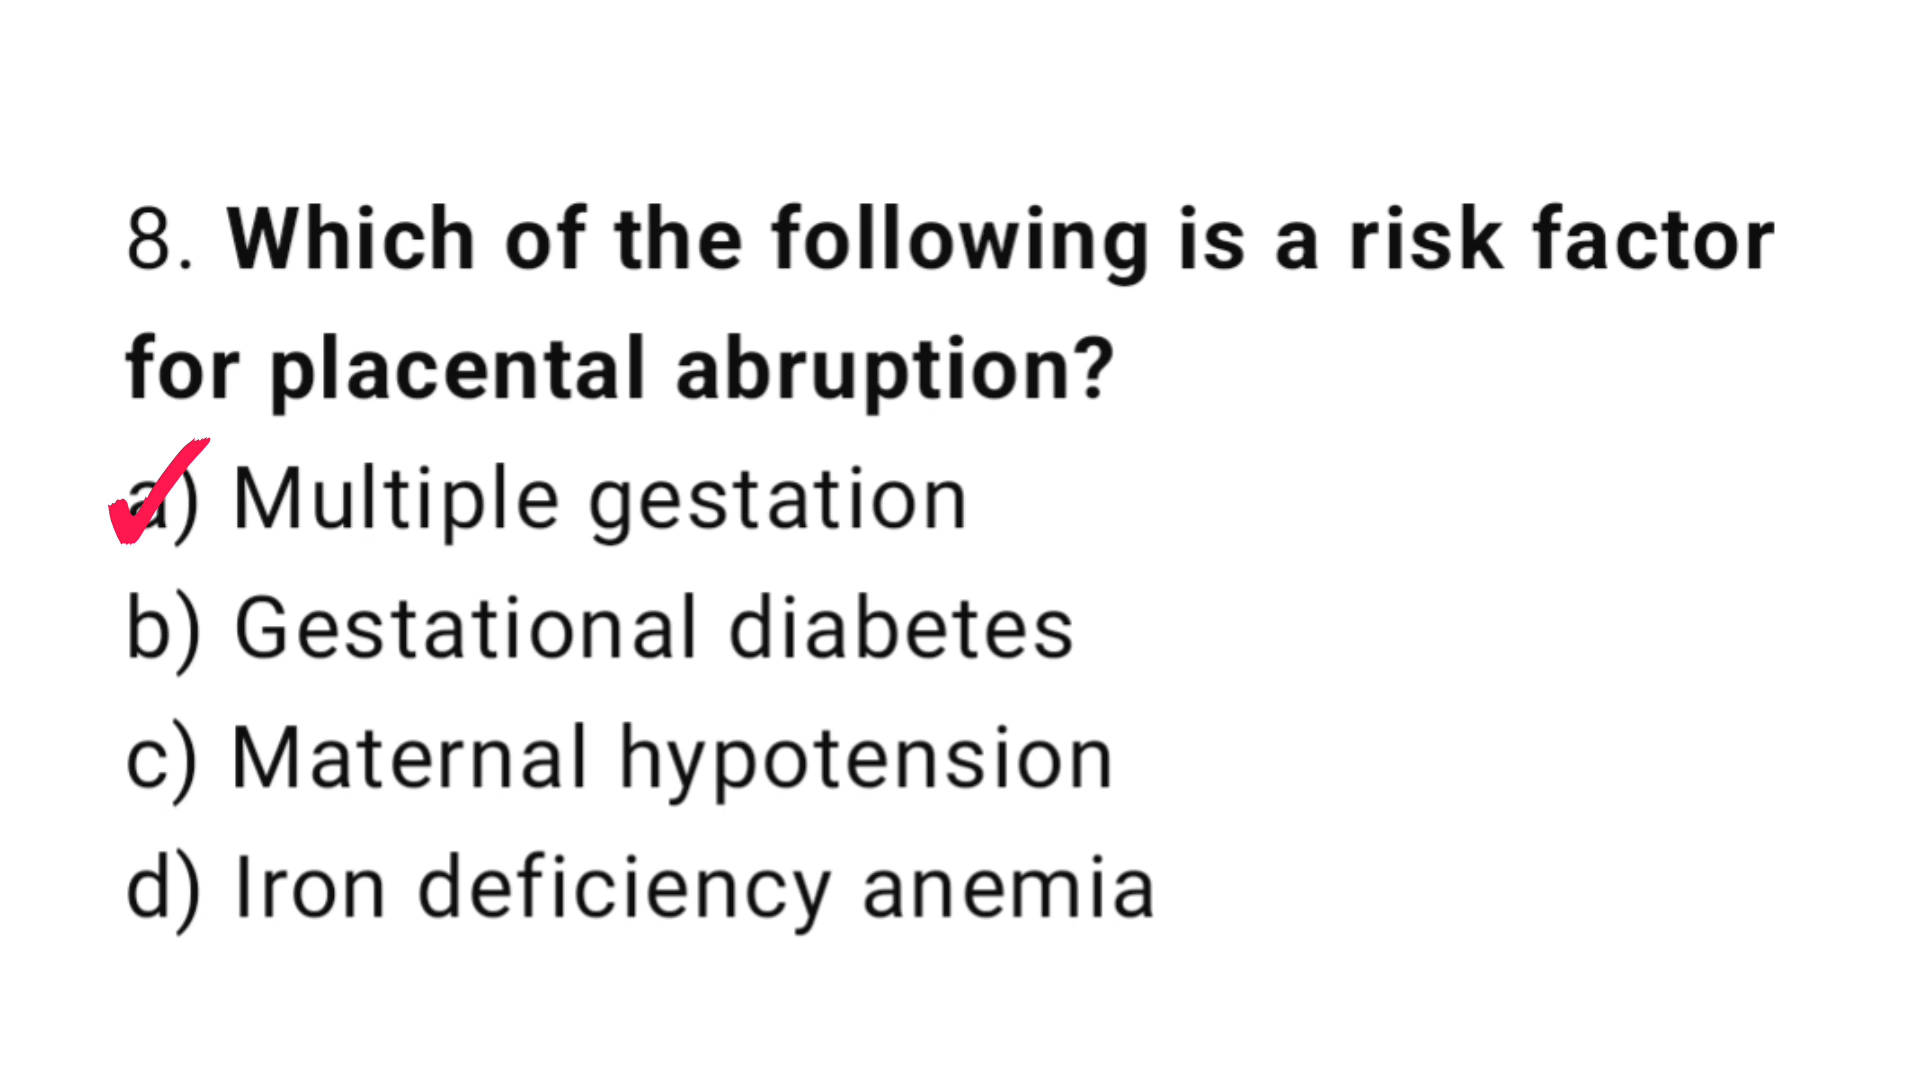 8. Which of the following is a risk factor
for placental abruption?
a) Multiple gestation
b) Gestational diabetes
c) Maternal hypotension
d) Iron deficiency anemia